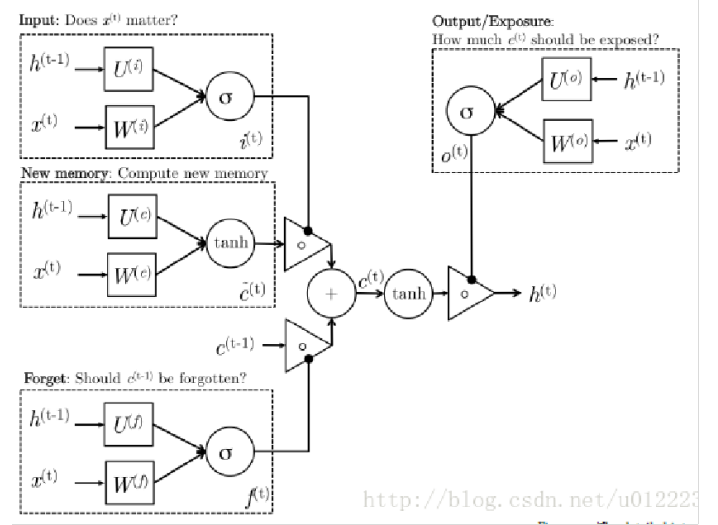 Input: Does x(t) matter?
h(t-1)
U(i)
σ
x(t)
W(i)
i(t)
New memory: Compute new memory
h(t-1)
U(c)
tanh
x(t)
W(c)
c̃(t)
Output/Exposure:
How much c(t) should be exposed?
U(o)
h(t-1)
σ
W(o)
x(t)
o(t)
∘
+
c(t)
tanh
∘
h(t)
c(t-1)
∘
Forget: Should c(t-1) be forgotten?
h(t-1)
U(f)
σ
x(t)
W(f)
f(t)
http://blog.csdn.net/u012223